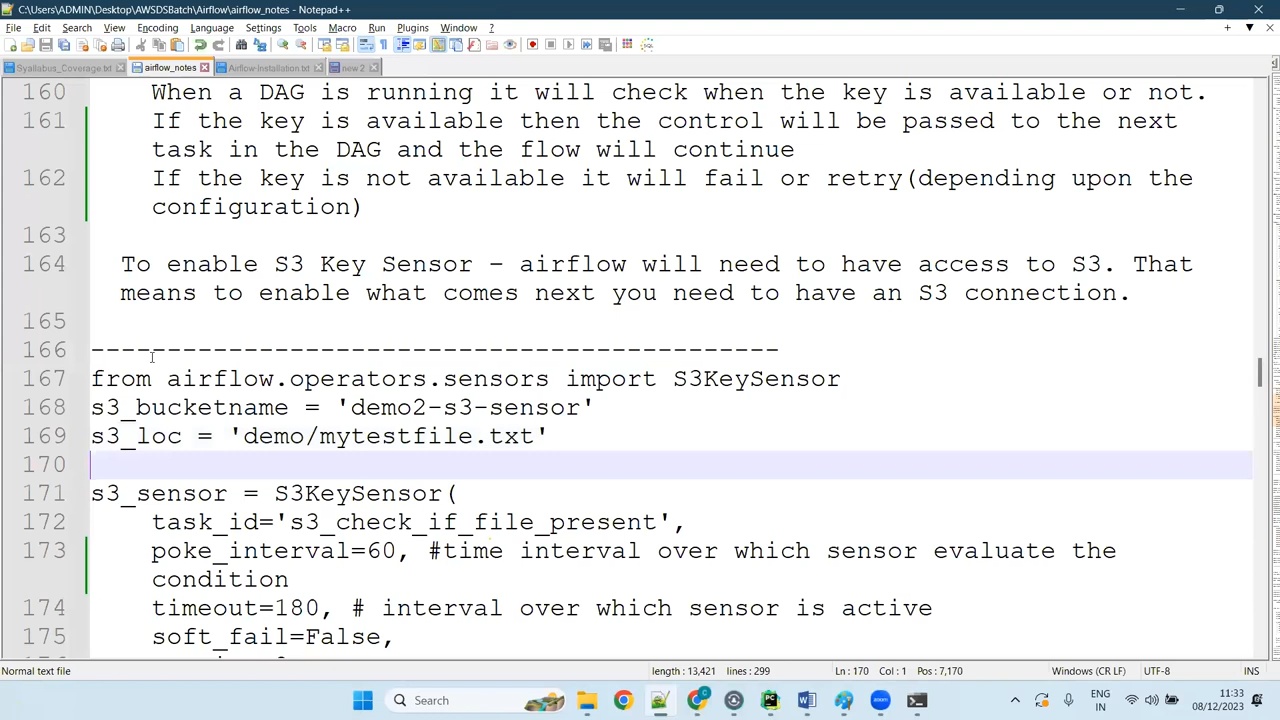 C:\Users\ADMIN\Desktop\AWSDSBatch\Airflow\airflow_notes - Notepad++
File Edit Search View Encoding Language Settings Tools Macro Run Plugins Window ?
Syallabus_Coverage.txt airflow_notes Airflow-Installation.txt new 2
160 When a DAG is running it will check when the key is available or not.
161 If the key is available then the control will be passed to the next
task in the DAG and the flow will continue
162 If the key is not available it will fail or retry(depending upon the
configuration)
163
164 To enable S3 Key Sensor - airflow will need to have access to S3. That
means to enable what comes next you need to have an S3 connection.
165
166 ---------------------------------------------
167 from airflow.operators.sensors import S3KeySensor
168 s3_bucketname = 'demo2-s3-sensor'
169 s3_loc = 'demo/mytestfile.txt'
170
171 s3_sensor = S3KeySensor(
172 task_id='s3_check_if_file_present',
173 poke_interval=60, #time interval over which sensor evaluate the
condition
174 timeout=180, # interval over which sensor is active
175 soft_fail=False,
Normal text file length : 13,421 lines : 299 Ln : 170 Col : 1 Pos : 7,170 Windows (CR LF) UTF-8 INS
Search ENG IN 11:33 08/12/2023